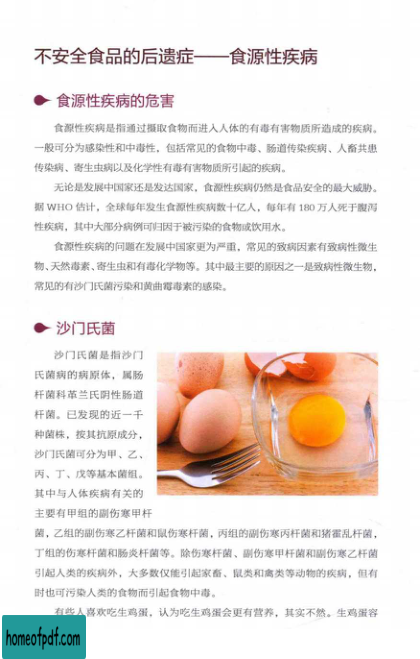 不安全食品的后遗症——食源性疾病
食源性疾病的危害
食源性疾病是指通过摄取食物而进入人体的有毒有害物质所造成的疾病。
一般可分为感染性和中毒性，包括常见的食物中毒、肠道传染疾病、人畜共患
传染病、寄生虫病以及化学性有毒有害物质所引起的疾病。
无论是发展中国家还是发达国家，食源性疾病仍然是食品安全的最大威胁。
据 WHO 估计，全球每年发生食源性疾病数十亿人，每年有 180 万人死于腹泻
性疾病，其中大部分病例可归因于被污染的食物或饮用水。
食源性疾病的问题在发展中国家更为严重，常见的致病因素有致病性微生
物、天然毒素、寄生虫和有毒化学物等。其中最主要的原因之一是致病性微生物，
常见的有沙门氏菌污染和黄曲霉毒素的感染。
沙门氏菌
沙门氏菌是指沙门
氏菌病的病原体，属肠
杆菌科革兰氏阴性肠道
杆菌。已发现的近一千
种菌株，按其抗原成分，
沙门氏菌可分为甲、乙、
丙、丁、戊等基本菌组。
其中与人体疾病有关的
主要有甲组的副伤寒甲杆
菌，乙组的副伤寒乙杆菌和鼠伤寒杆菌，丙组的副伤寒丙杆菌和猪霍乱杆菌，
丁组的伤寒杆菌和肠炎杆菌等。除伤寒杆菌、副伤寒甲杆菌和副伤寒乙杆菌
引起人类的疾病外，大多数仅能引起家畜、鼠类和禽类等动物的疾病，但有
时也可污染人类的食物而引起食物中毒。
有些人喜欢吃生鸡蛋，认为吃生鸡蛋会更有营养，其实不然。生鸡蛋容
homeofpdf.com